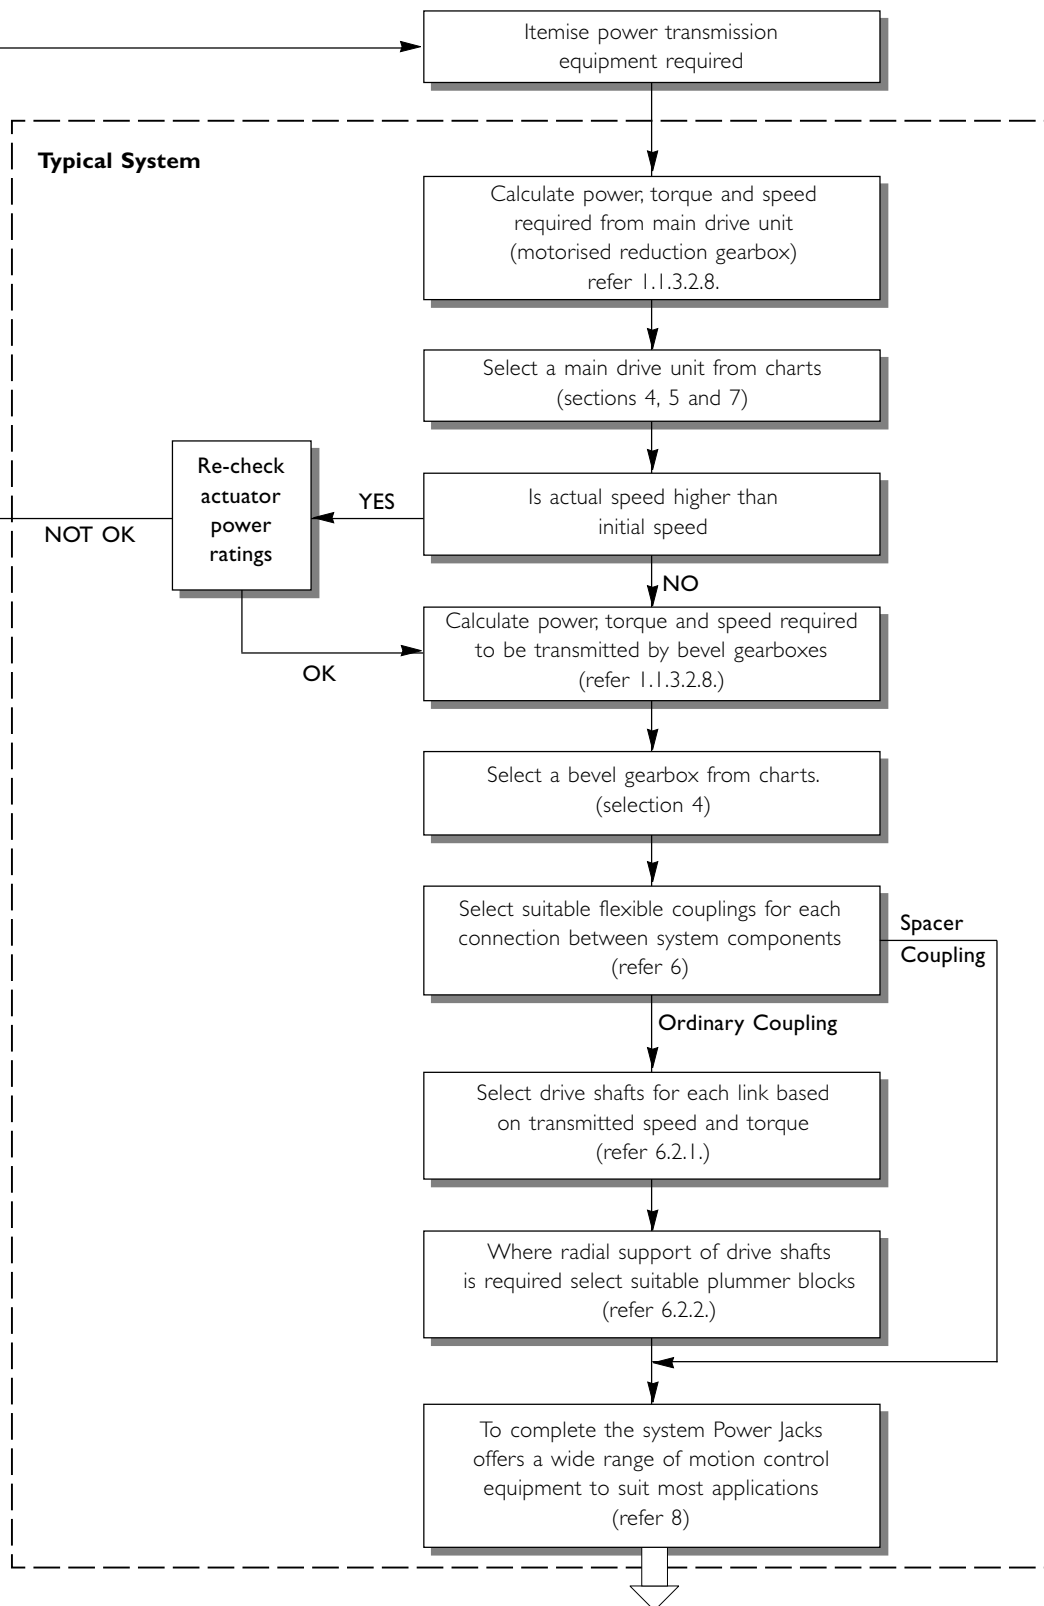 Itemise power transmission
equipment required
Typical System
Calculate power, torque and speed
required from main drive unit
(motorised reduction gearbox)
refer 1.1.3.2.8.
Select a main drive unit from charts
(sections 4, 5 and 7)
Re-check
actuator
power
ratings
YES
Is actual speed higher than
initial speed
NOT OK
NO
Calculate power, torque and speed required
to be transmitted by bevel gearboxes
(refer 1.1.3.2.8.)
OK
Select a bevel gearbox from charts.
(selection 4)
Select suitable flexible couplings for each
connection between system components
(refer 6)
Spacer
Coupling
Ordinary Coupling
Select drive shafts for each link based
on transmitted speed and torque
(refer 6.2.1.)
Where radial support of drive shafts
is required select suitable plummer blocks
(refer 6.2.2.)
To complete the system Power Jacks
offers a wide range of motion control
equipment to suit most applications
(refer 8)